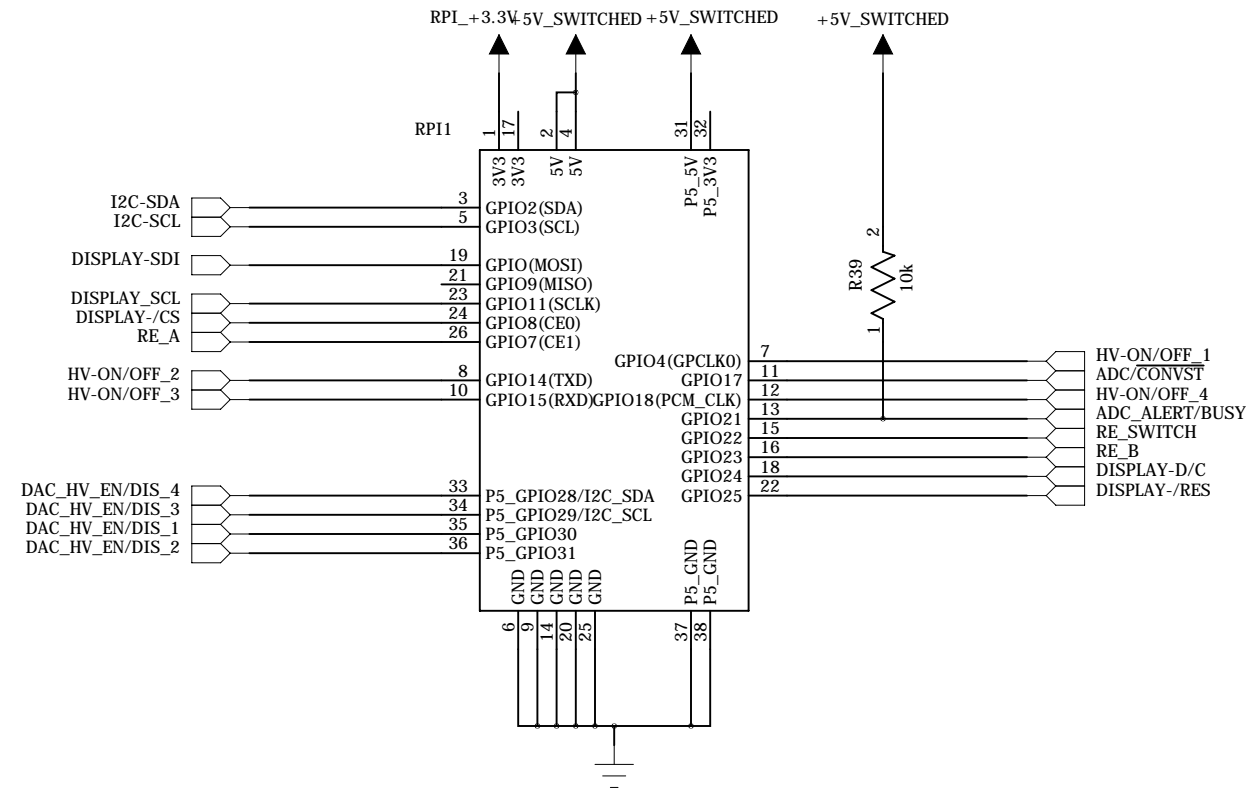 RPI_+3.3V
+5V_SWITCHED
+5V_SWITCHED
+5V_SWITCHED
RPI1
1
17
2
4
31
32
3V3
3V3
5V
5V
P5_5V
P5_3V3
I2C-SDA
3
GPIO2(SDA)
I2C-SCL
5
GPIO3(SCL)
DISPLAY-SDI
19
GPIO(MOSI)
21
GPIO9(MISO)
DISPLAY_SCL
23
GPIO11(SCLK)
DISPLAY-/CS
24
GPIO8(CE0)
RE_A
26
GPIO7(CE1)
HV-ON/OFF_2
8
GPIO14(TXD)
HV-ON/OFF_3
10
GPIO15(RXD)
2
R39
10k
1
GPIO4(GPCLK0)
7
HV-ON/OFF_1
GPIO17
11
ADC/CONVST
GPIO18(PCM_CLK)
12
HV-ON/OFF_4
GPIO21
13
ADC_ALERT/BUSY
GPIO22
15
RE_SWITCH
GPIO23
16
RE_B
GPIO24
18
DISPLAY-D/C
GPIO25
22
DISPLAY-/RES
DAC_HV_EN/DIS_4
33
P5_GPIO28/I2C_SDA
DAC_HV_EN/DIS_3
34
P5_GPIO29/I2C_SCL
DAC_HV_EN/DIS_1
35
P5_GPIO30
DAC_HV_EN/DIS_2
36
P5_GPIO31
GND
GND
GND
GND
GND
P5_GND
P5_GND
6
9
14
20
25
37
38